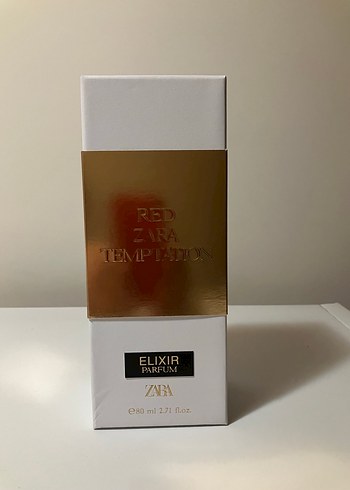 RED
ZARA
TEMPTATION
ELIXIR
PARFUM
ZARA
℮80 ml 2.71 fl.oz.